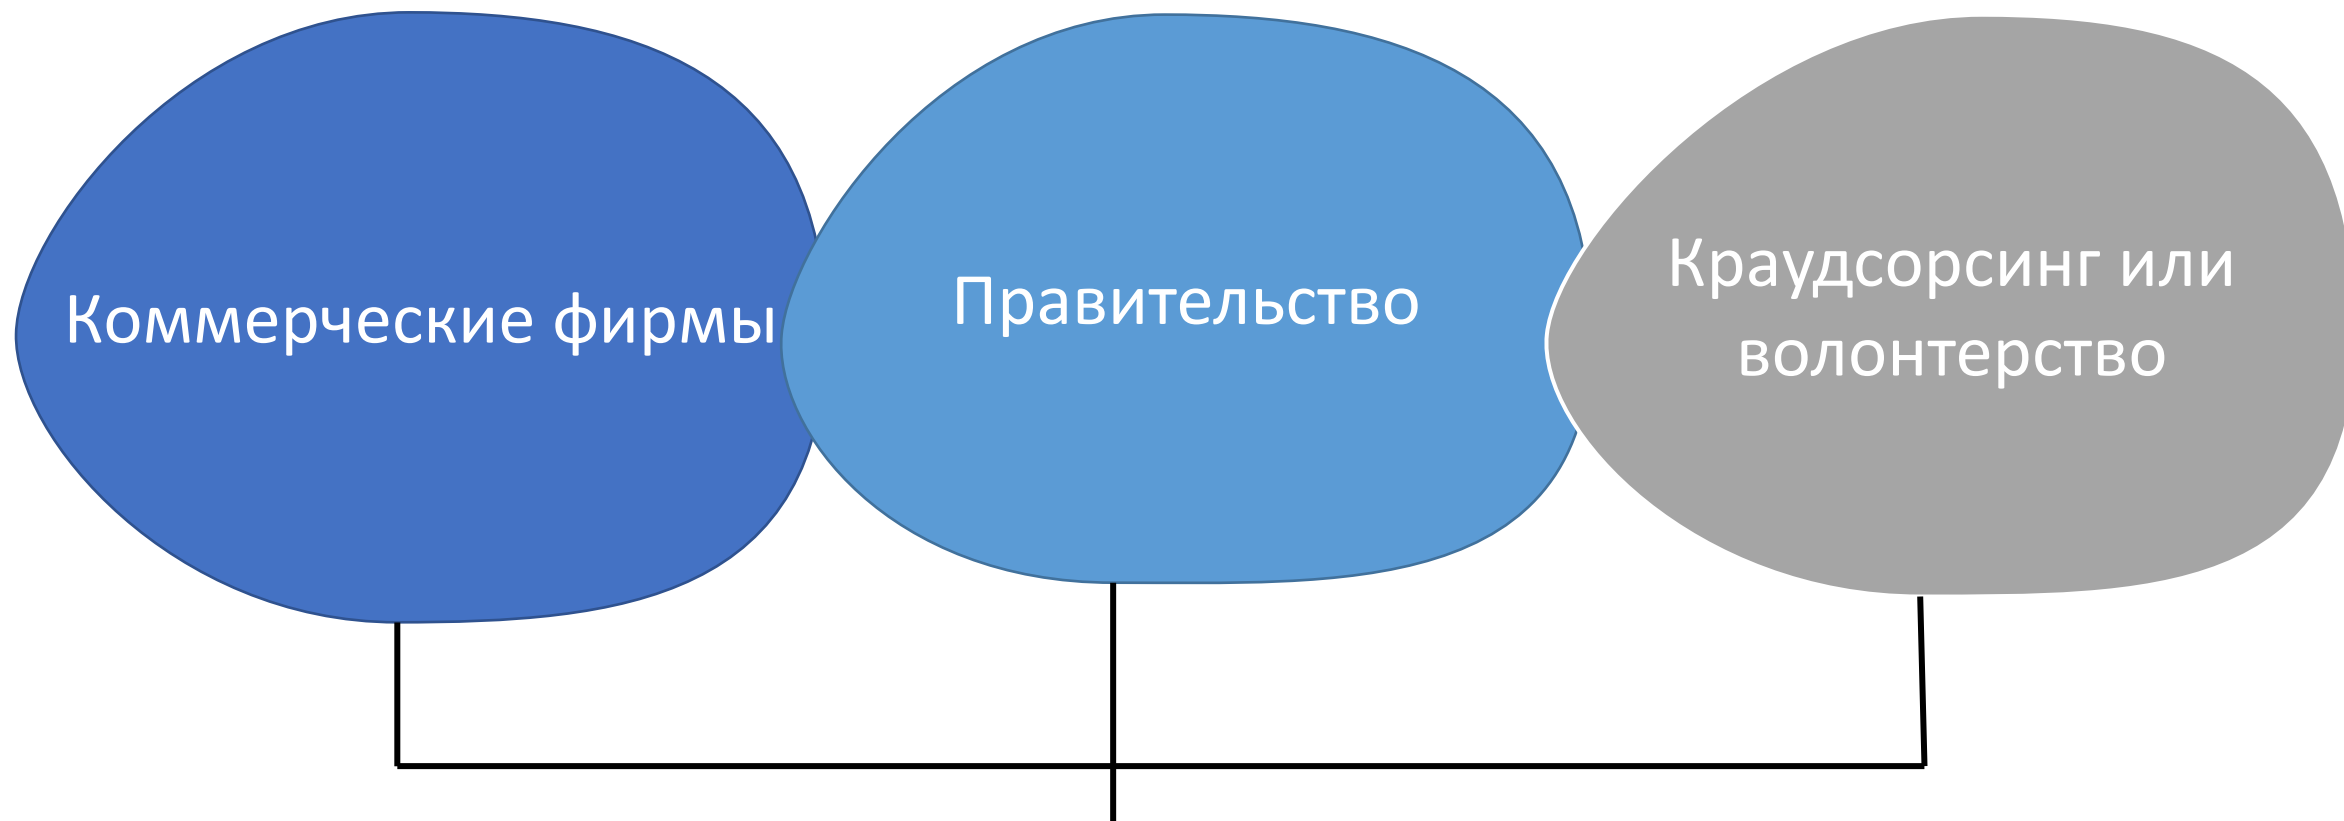 Коммерческие фирмы
Правительство
Краудсорсинг или
волонтерство